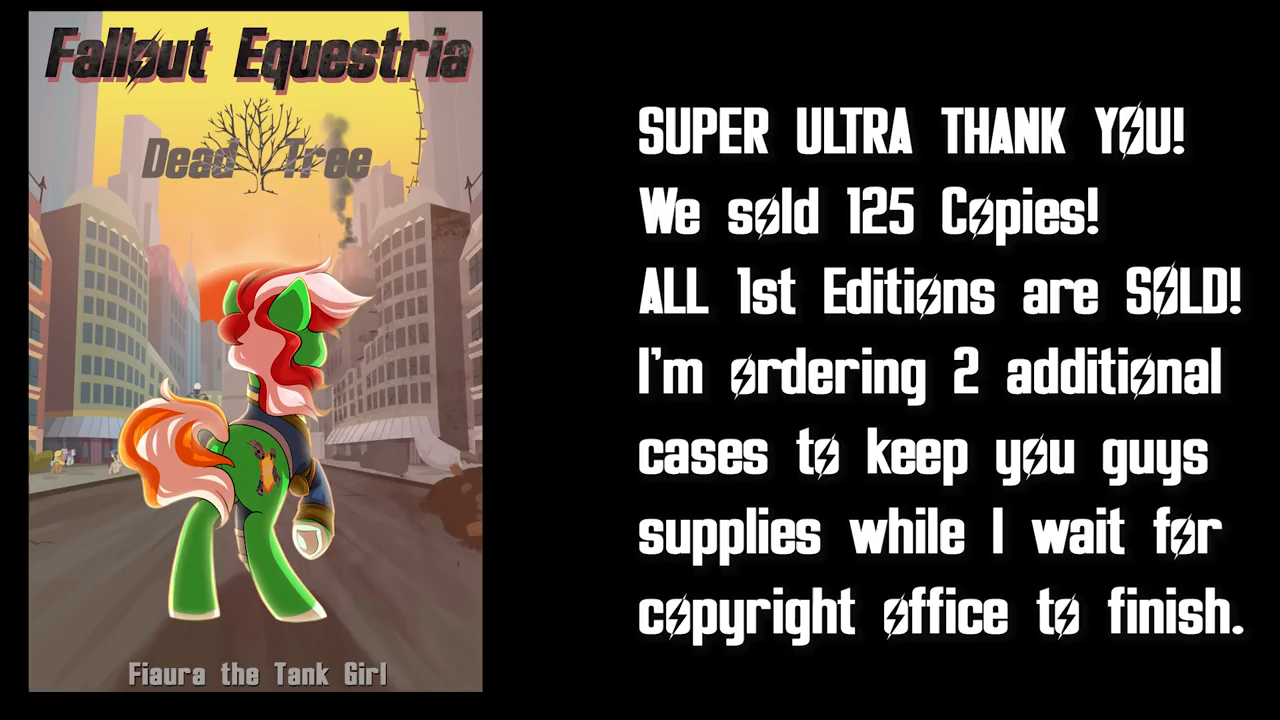 Fallout Equestria
Dead Tree
Fiaura the Tank Girl
SUPER ULTRA THANK YOU!
We sold 125 Copies!
ALL 1st Editions are SOLD!
I'm ordering 2 additional
cases to keep you guys
supplies while I wait for
copyright office to finish.